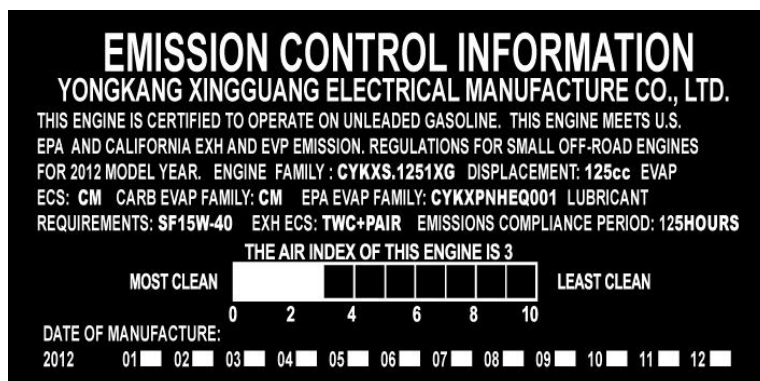 EMISSION CONTROL INFORMATION
YONGKANG XINGGUANG ELECTRICAL MANUFACTURE CO., LTD.
THIS ENGINE IS CERTIFIED TO OPERATE ON UNLEADED GASOLINE. THIS ENGINE MEETS U.S.
EPA AND CALIFORNIA EXH AND EVP EMISSION. REGULATIONS FOR SMALL OFF-ROAD ENGINES
FOR 2012 MODEL YEAR. ENGINE FAMILY : CYKXS.1251XG DISPLACEMENT: 125cc EVAP
ECS: CM CARB EVAP FAMILY: CM EPA EVAP FAMILY: CYKXPNHEQ001 LUBRICANT
REQUIREMENTS: SF15W-40 EXH ECS: TWC+PAIR EMISSIONS COMPLIANCE PERIOD: 125HOURS
THE AIR INDEX OF THIS ENGINE IS 3
MOST CLEAN LEAST CLEAN
0 2 4 6 8 10
DATE OF MANUFACTURE:
2012 01 02 03 04 05 06 07 08 09 10 11 12